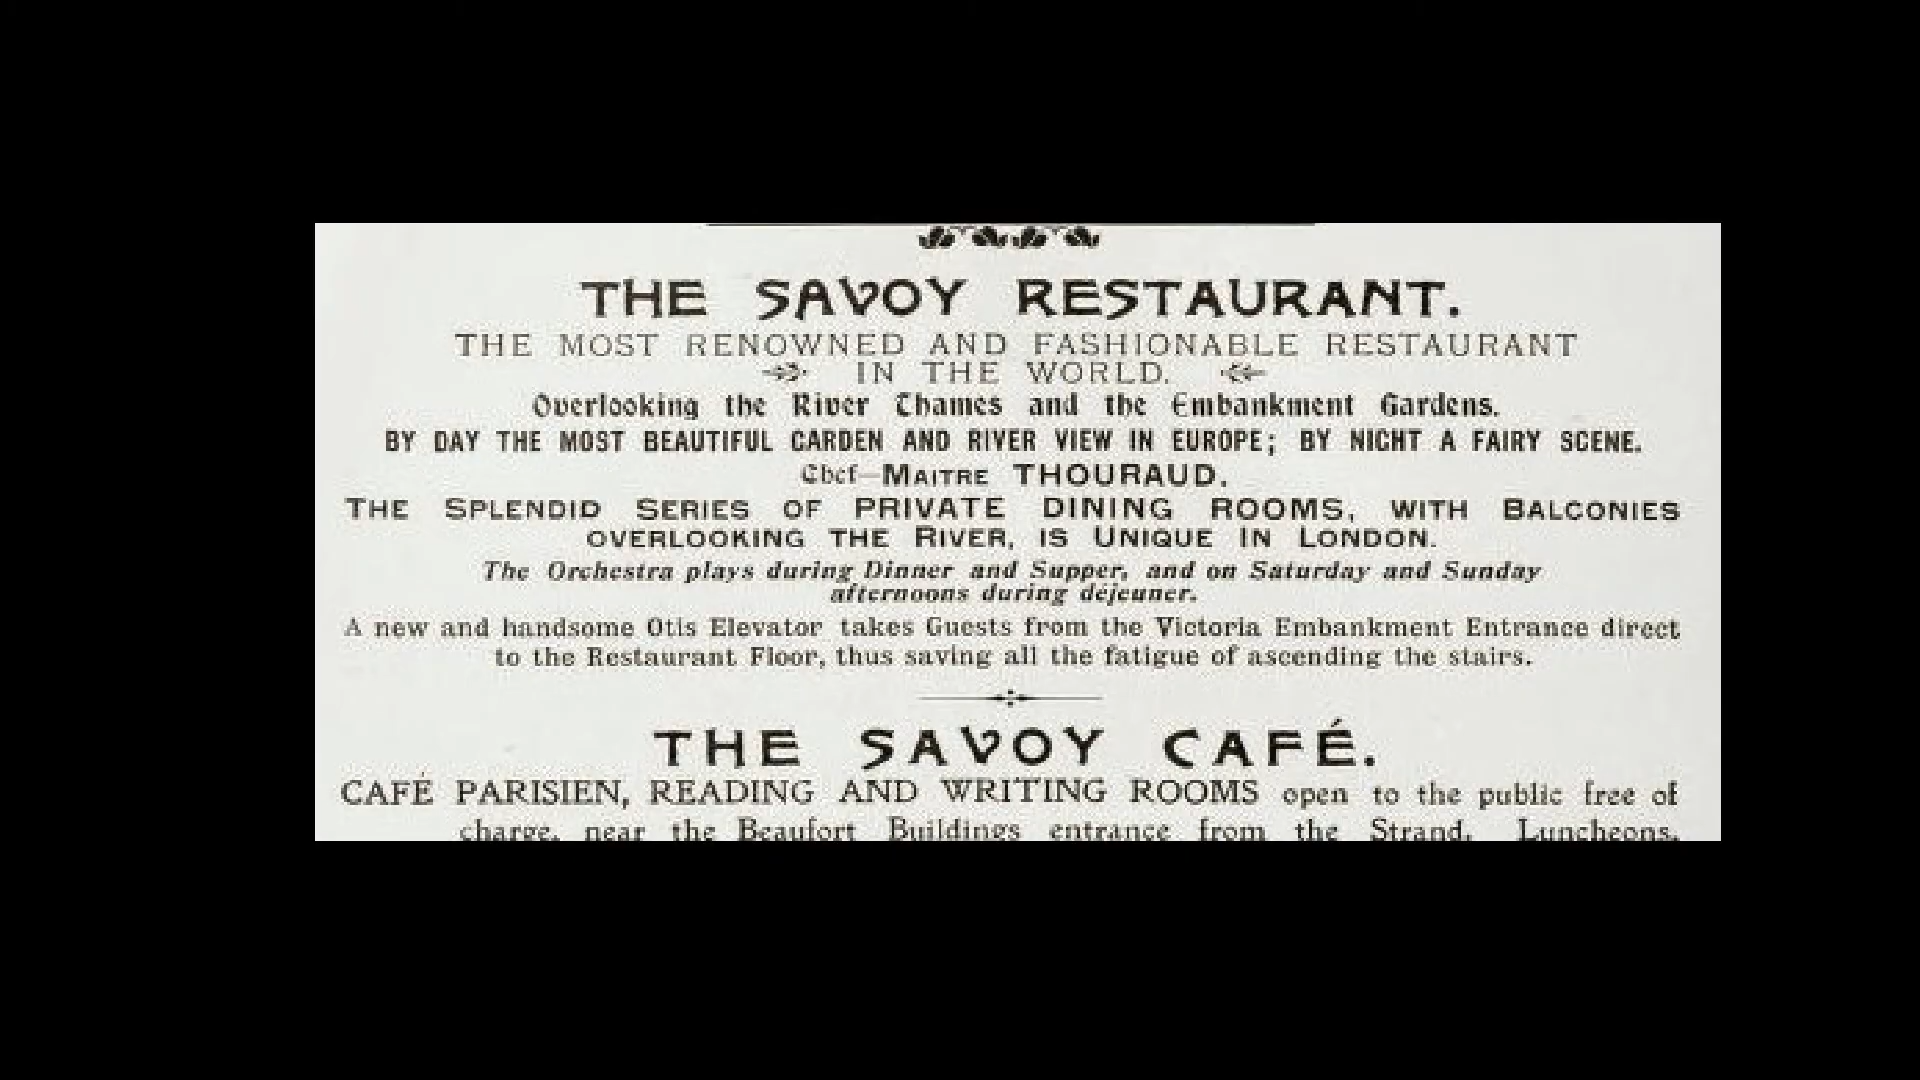 THE SAVOY RESTAURANT.
THE MOST RENOWNED AND FASHIONABLE RESTAURANT
IN THE WORLD.
Overlooking the River Thames and the Embankment Gardens.
BY DAY THE MOST BEAUTIFUL GARDEN AND RIVER VIEW IN EUROPE; BY NIGHT A FAIRY SCENE.
Chef—MAITRE THOURAUD.
THE SPLENDID SERIES OF PRIVATE DINING ROOMS, WITH BALCONIES
OVERLOOKING THE RIVER, IS UNIQUE IN LONDON.
The Orchestra plays during Dinner and Supper, and on Saturday and Sunday
afternoons during déjeuner.
A new and handsome Otis Elevator takes Guests from the Victoria Embankment Entrance direct
to the Restaurant Floor, thus saving all the fatigue of ascending the stairs.
THE SAVOY CAFÉ.
CAFÉ PARISIEN, READING AND WRITING ROOMS open to the public free of
charge, near the Beaufort Buildings entrance from the Strand. Luncheons,